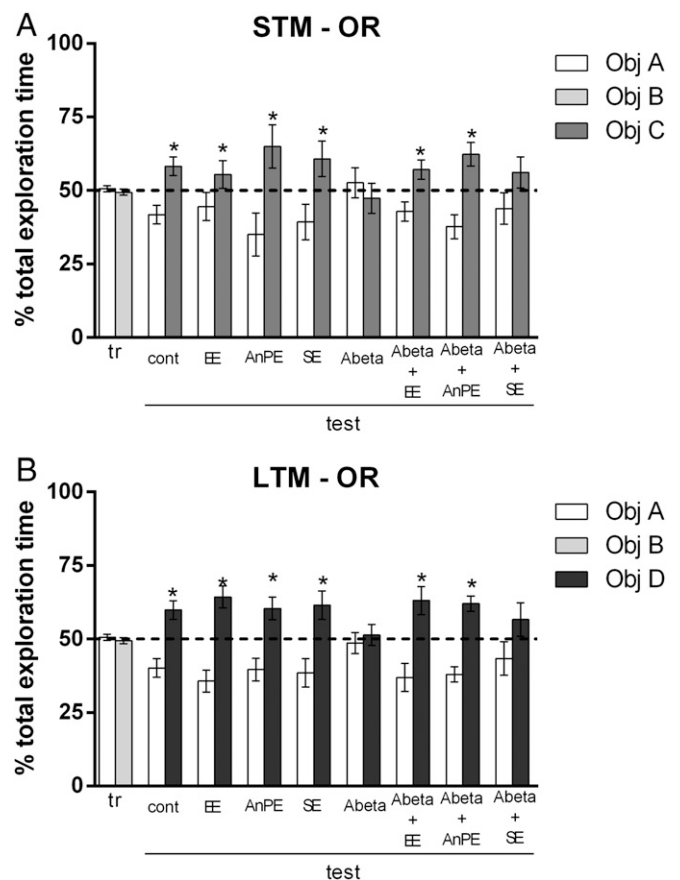 A
STM - OR
% total exploration time
100
75
50
25
0
Obj A
Obj B
Obj C
* * * * * *
tr cont EE AnPE SE Abeta Abeta + EE Abeta + AnPE Abeta + SE
test
B
LTM - OR
% total exploration time
100
75
50
25
0
Obj A
Obj B
Obj D
* * * * * *
tr cont EE AnPE SE Abeta Abeta + EE Abeta + AnPE Abeta + SE
test